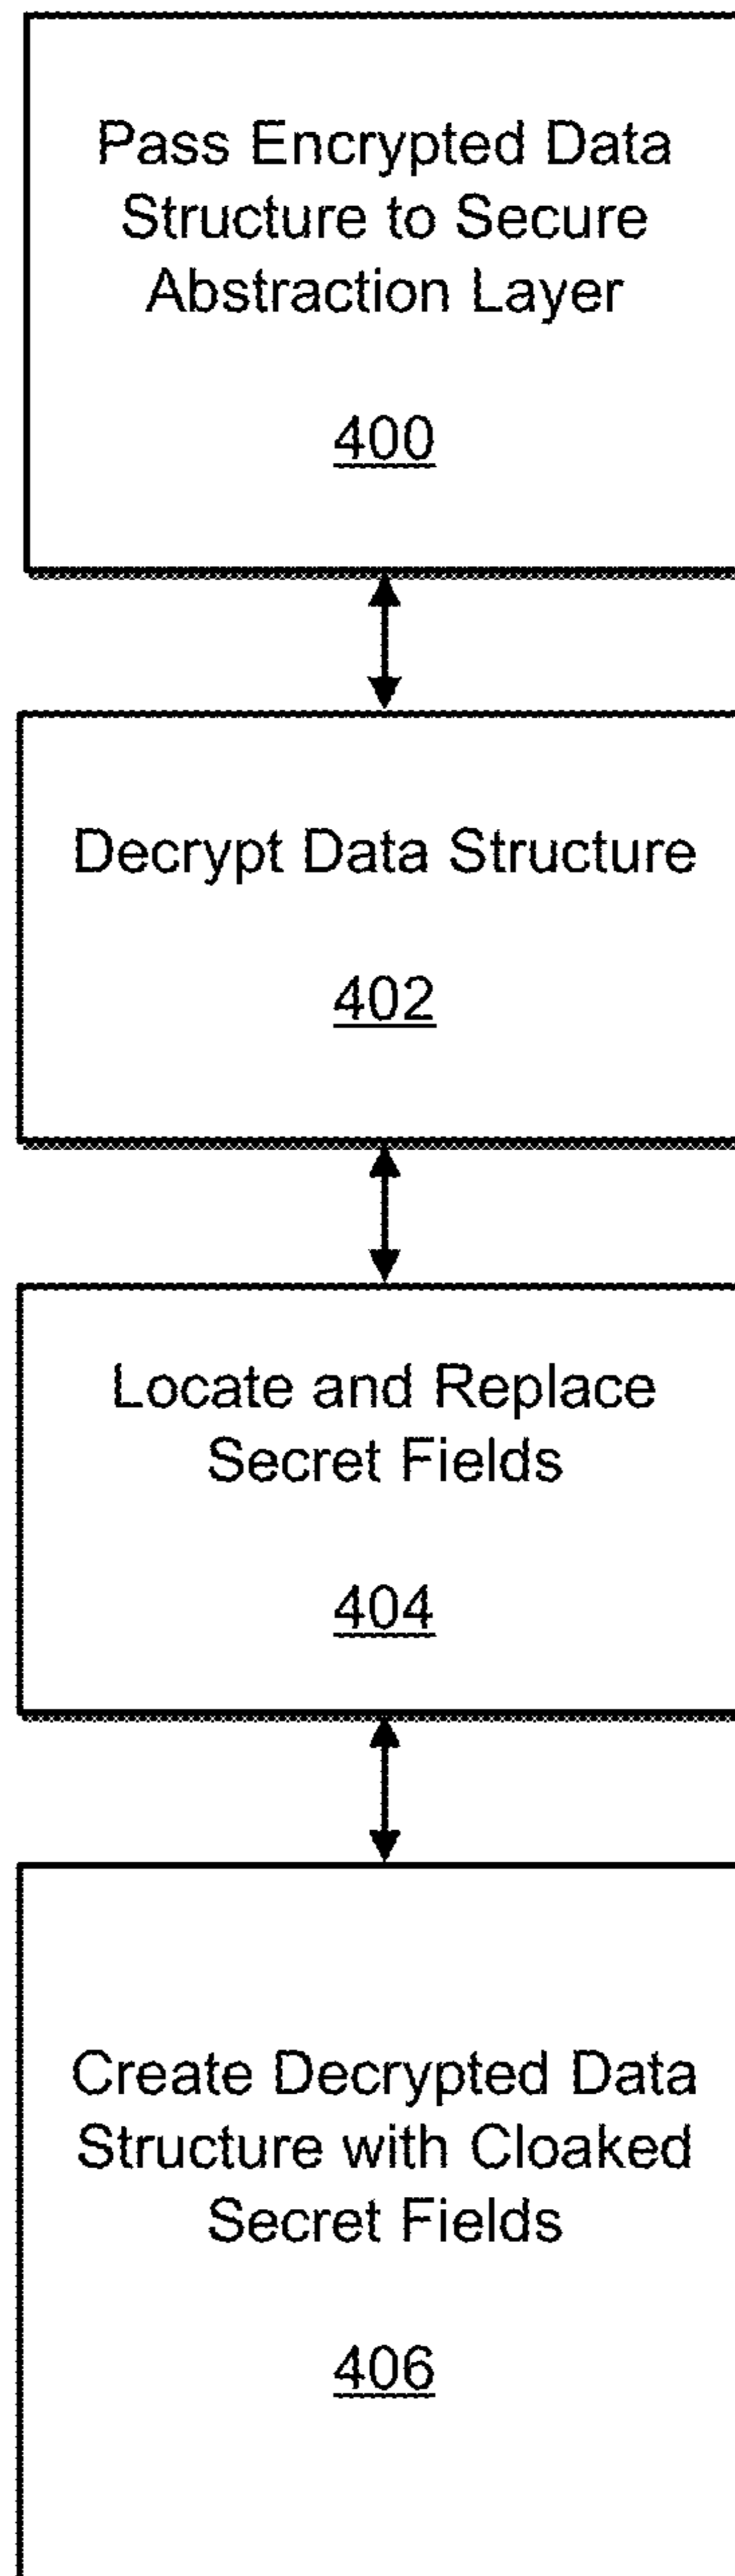 Pass Encrypted Data
Structure to Secure
Abstraction Layer
400
Decrypt Data Structure
402
Locate and Replace
Secret Fields
404
Create Decrypted Data
Structure with Cloaked
Secret Fields
406